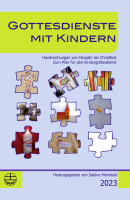 GOTTESDIENSTE
MIT KINDERN
Handreichungen von Neujahr bis Christfest
Zum Plan für den Kindergottesdienst
Herausgegeben von Sabine Meinhold
2023